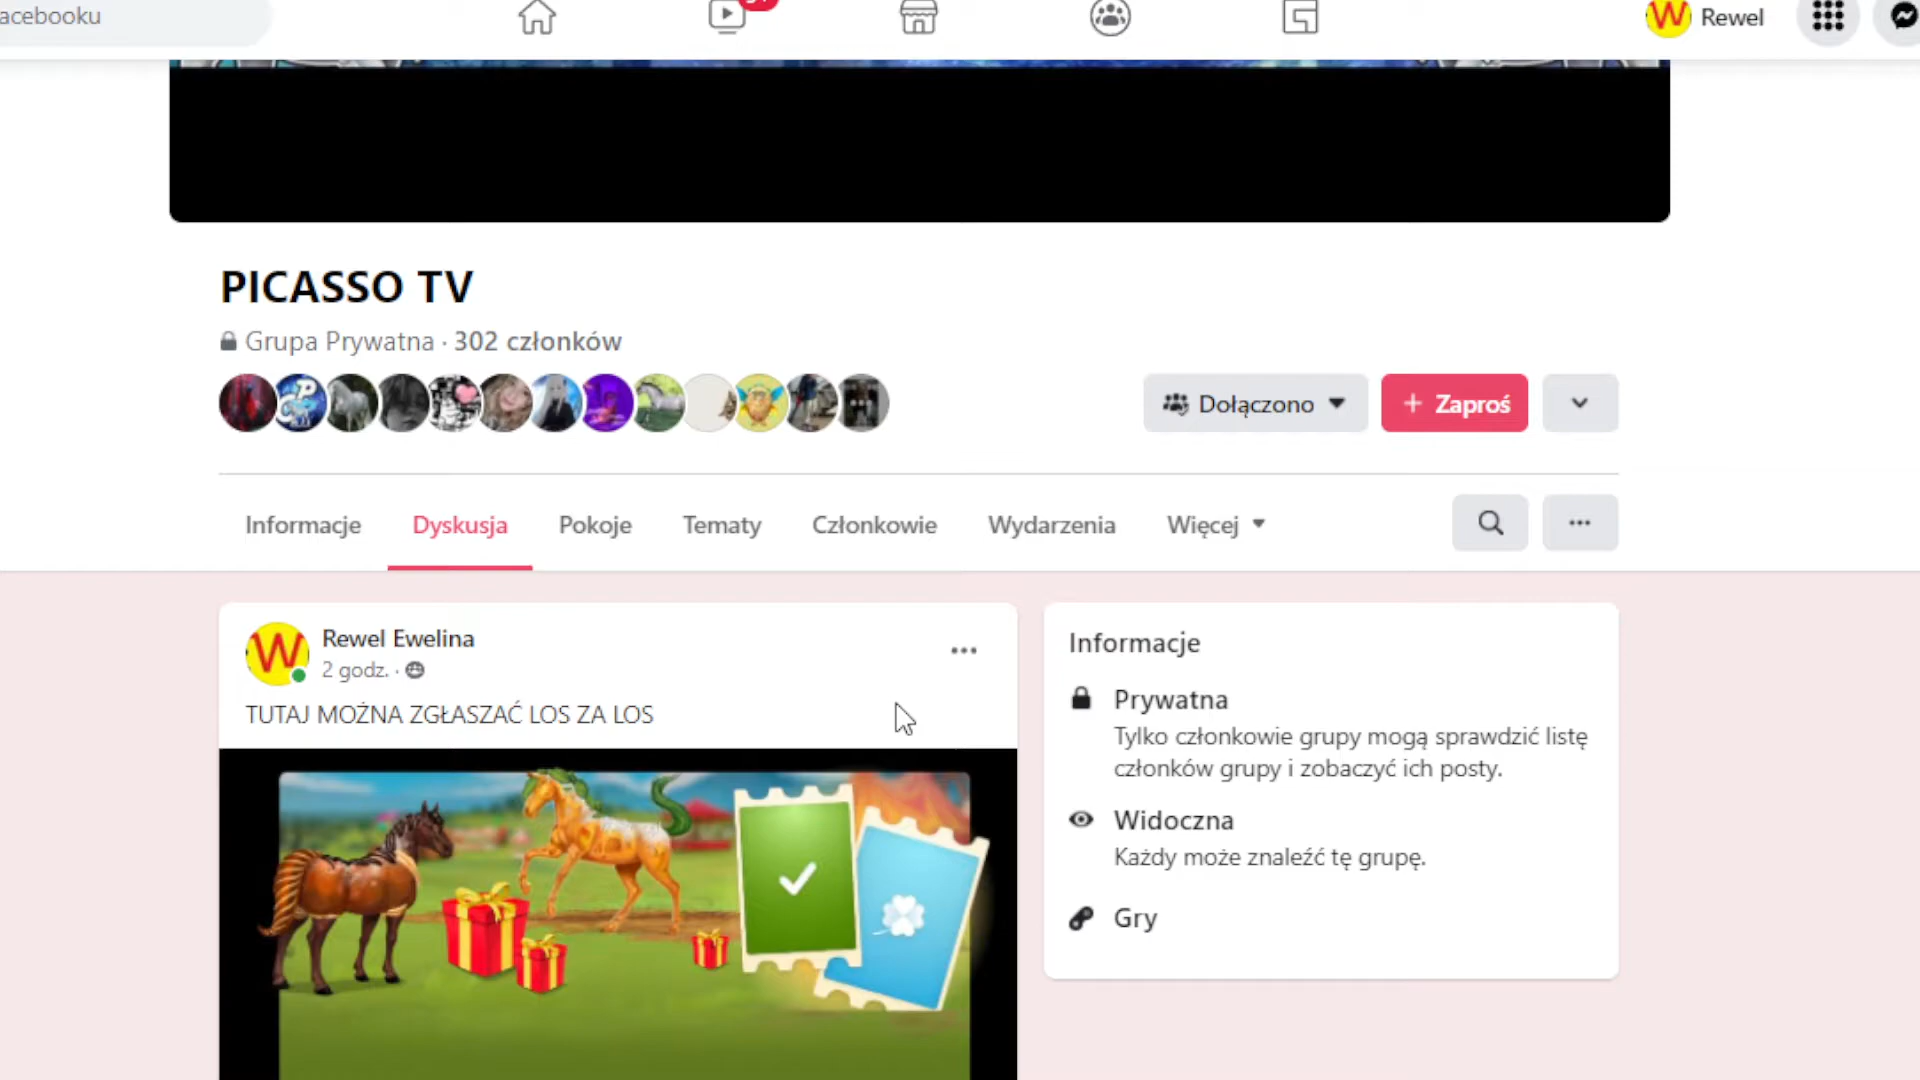 acebooku
Rewel
PICASSO TV
Grupa Prywatna · 302 członków
Dołączono
+ Zaproś
Informacje
Dyskusja
Pokoje
Tematy
Członkowie
Wydarzenia
Więcej
Rewel Ewelina
2 godz. ·
TUTAJ MOŻNA ZGŁASZAĆ LOS ZA LOS
Informacje
Prywatna
Tylko członkowie grupy mogą sprawdzić listę
członków grupy i zobaczyć ich posty.
Widoczna
Każdy może znaleźć tę grupę.
Gry